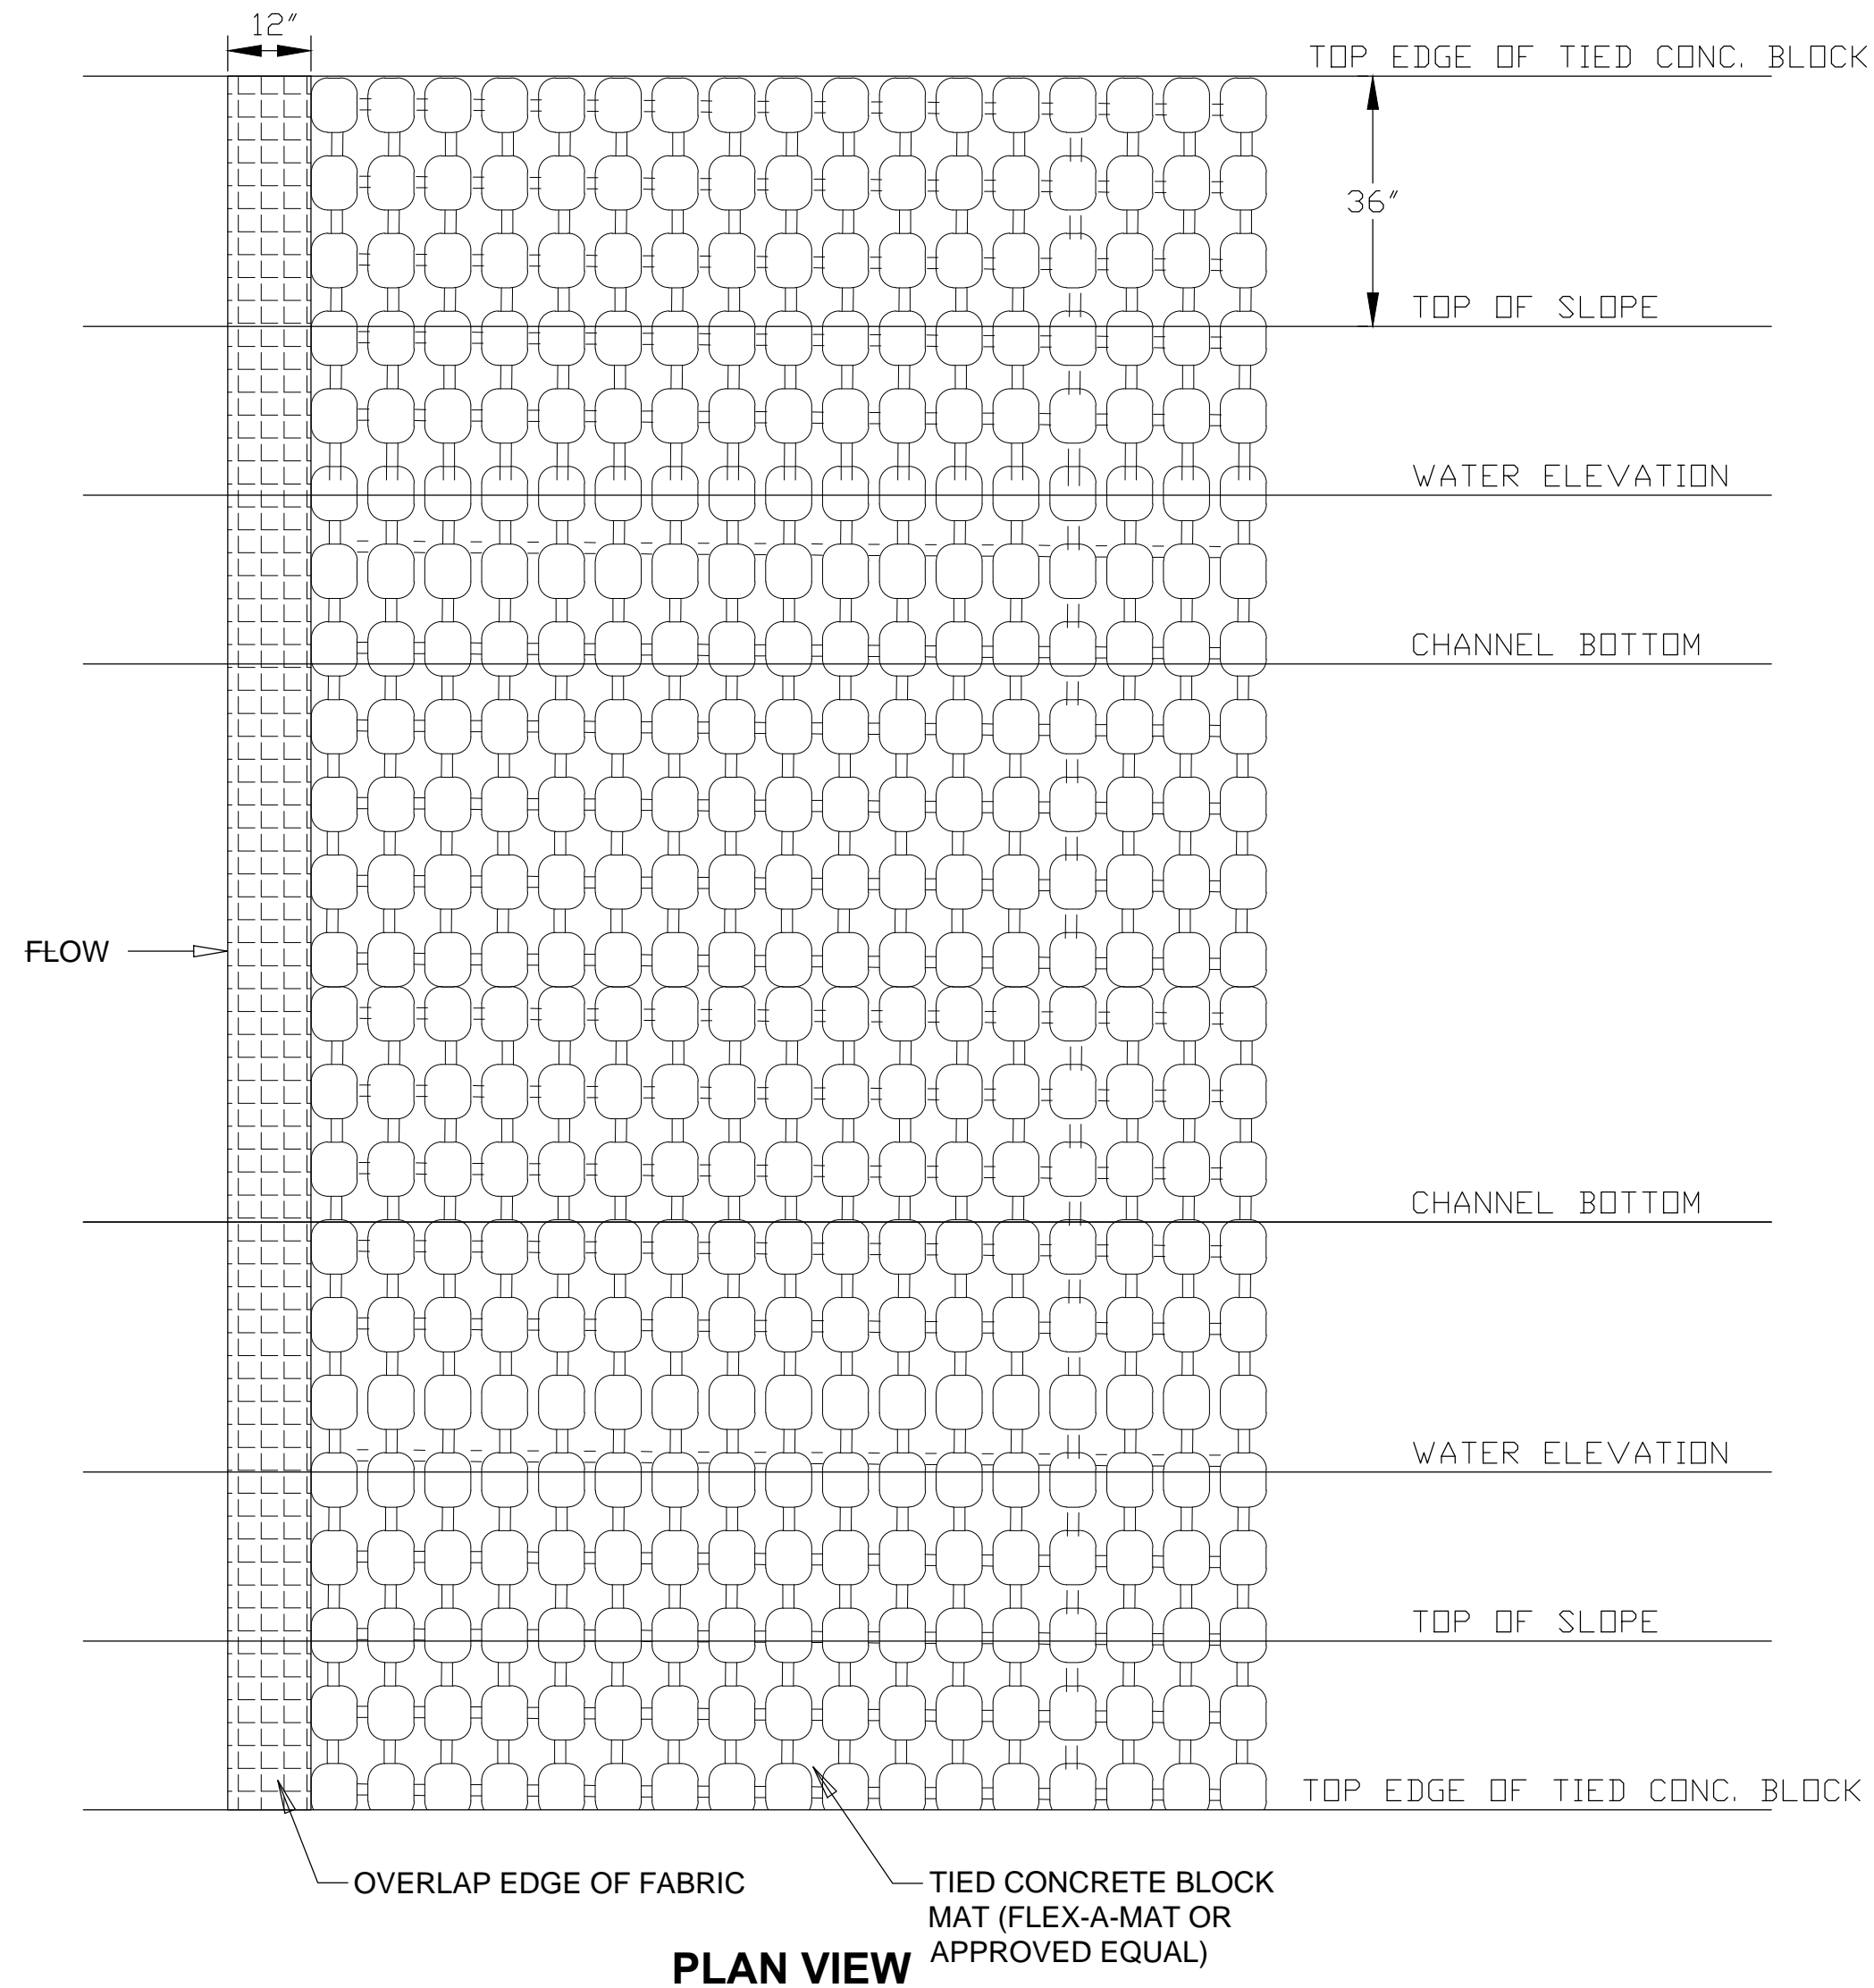 12"
TOP EDGE OF TIED CONC. BLOCK
36"
TOP OF SLOPE
WATER ELEVATION
CHANNEL BOTTOM
FLOW
CHANNEL BOTTOM
WATER ELEVATION
TOP OF SLOPE
TOP EDGE OF TIED CONC. BLOCK
OVERLAP EDGE OF FABRIC
TIED CONCRETE BLOCK
MAT (FLEX-A-MAT OR
APPROVED EQUAL)
PLAN VIEW